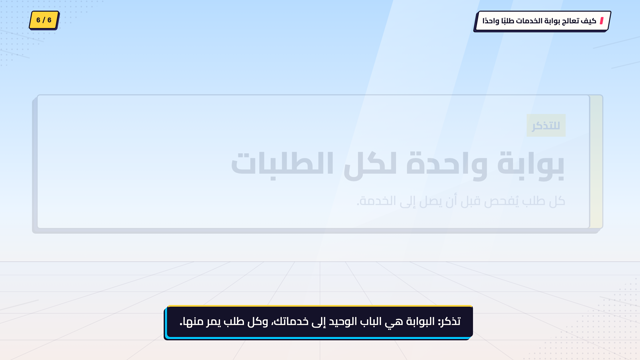 كيف تعالج بوابة الخدمات طلبًا واحدًا
6 / 6
للتذكر
بوابة واحدة لكل الطلبات
كل طلب يُفحص قبل أن يصل إلى الخدمة.
تذكر: البوابة هي الباب الوحيد إلى خدماتك، وكل طلب يمر منها.